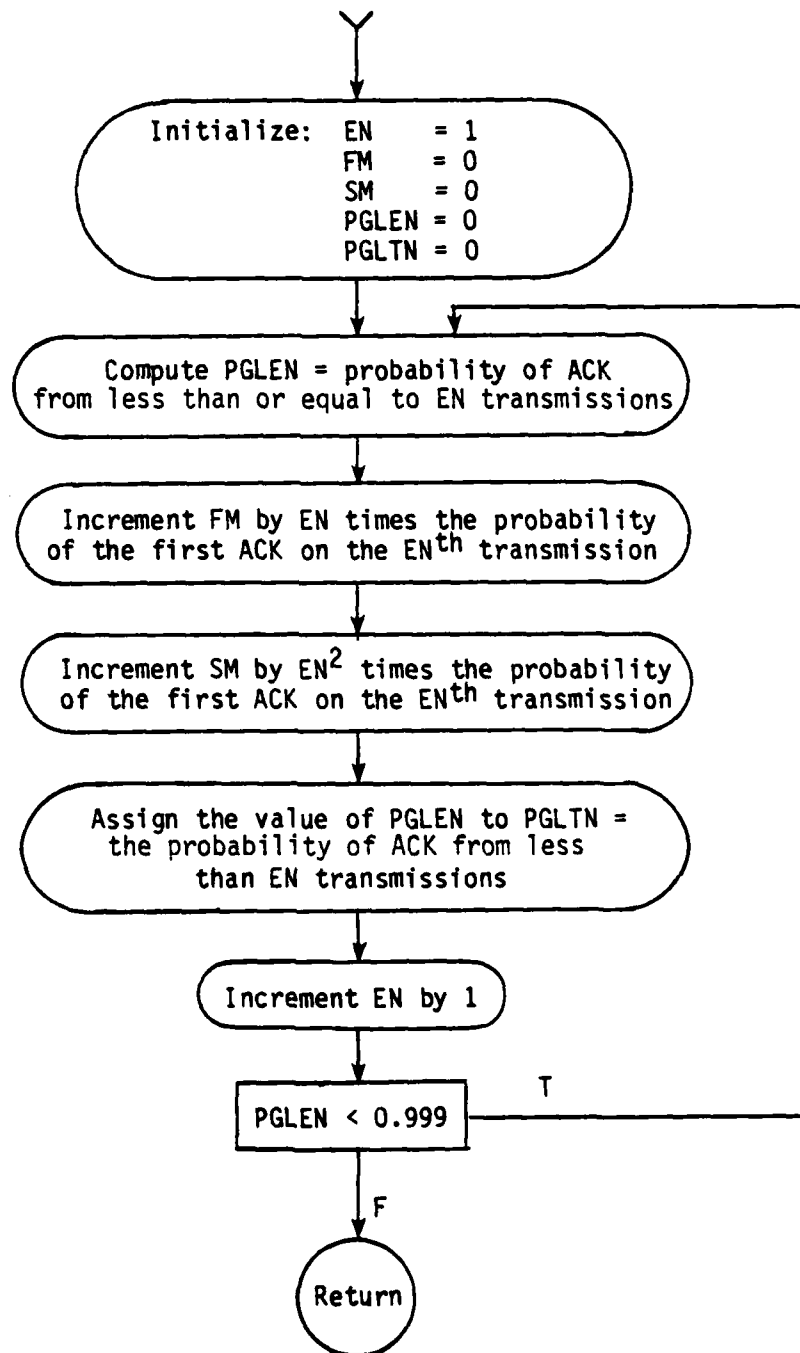 Initialize: EN = 1
FM = 0
SM = 0
PGLEN = 0
PGLTN = 0
Compute PGLEN = probability of ACK
from less than or equal to EN transmissions
Increment FM by EN times the probability
of the first ACK on the ENth transmission
Increment SM by EN2 times the probability
of the first ACK on the ENth transmission
Assign the value of PGLEN to PGLTN =
the probability of ACK from less
than EN transmissions
Increment EN by 1
PGLEN < 0.999
T
F
Return